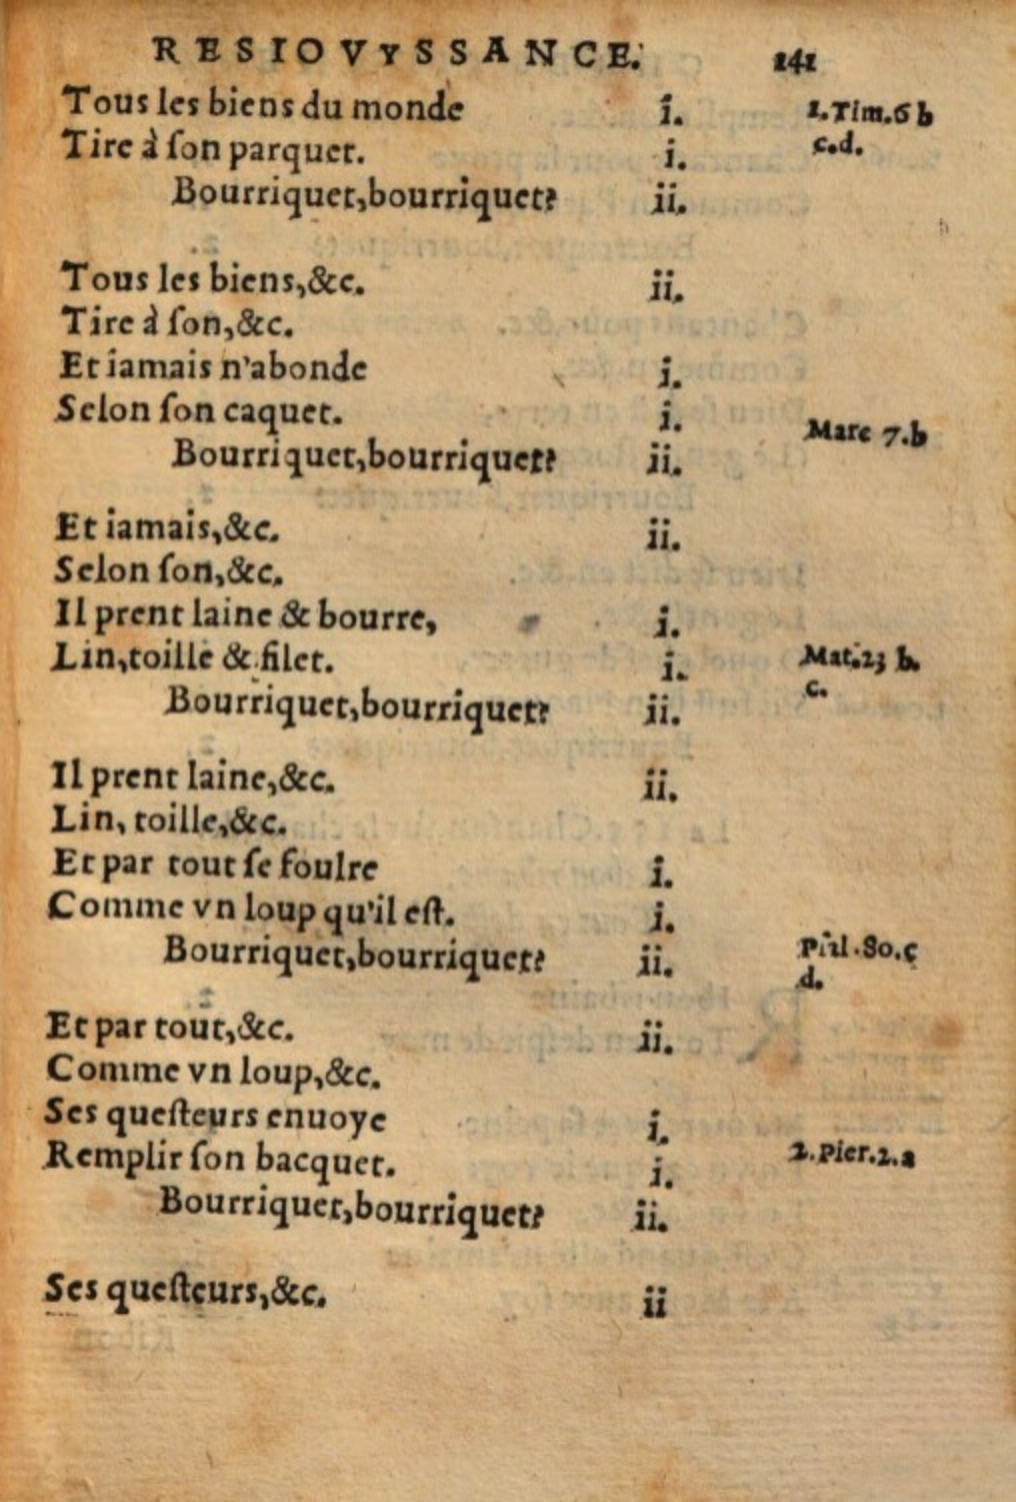 RESIOVYSSANCE. 141
Tous les biens du monde i. 1.Tim.6 b
Tire à ſon parquet. i. c.d.
Bourriquet,bourriquet? ii.
Tous les biens,&c. ii.
Tire à ſon,&c.
Et iamais n'abonde i.
Selon ſon caquet. i. Marc 7.b
Bourriquet,bourriquet? ii.
Et iamais,&c. ii.
Selon ſon,&c.
Il prent laine & bourre, i.
Lin,toille & filet. i. Mat.23 b.
Bourriquet,bourriquet? ii. c.
Il prent laine,&c. ii.
Lin, toille,&c.
Et par tout ſe foulre i.
Comme vn loup qu'il eſt. i.
Bourriquet,bourriquet? ii. Pſal.80.c
d.
Et par tout,&c. ii.
Comme vn loup,&c.
Ses queſteurs enuoye i.
Remplir ſon bacquet. i. 2.Pier.2.a
Bourriquet,bourriquet? ii.
Ses queſteurs,&c. ii